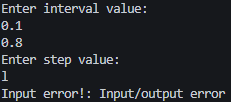 Enter interval value:
0.1
0.8
Enter step value:
l
Input error!: Input/output error